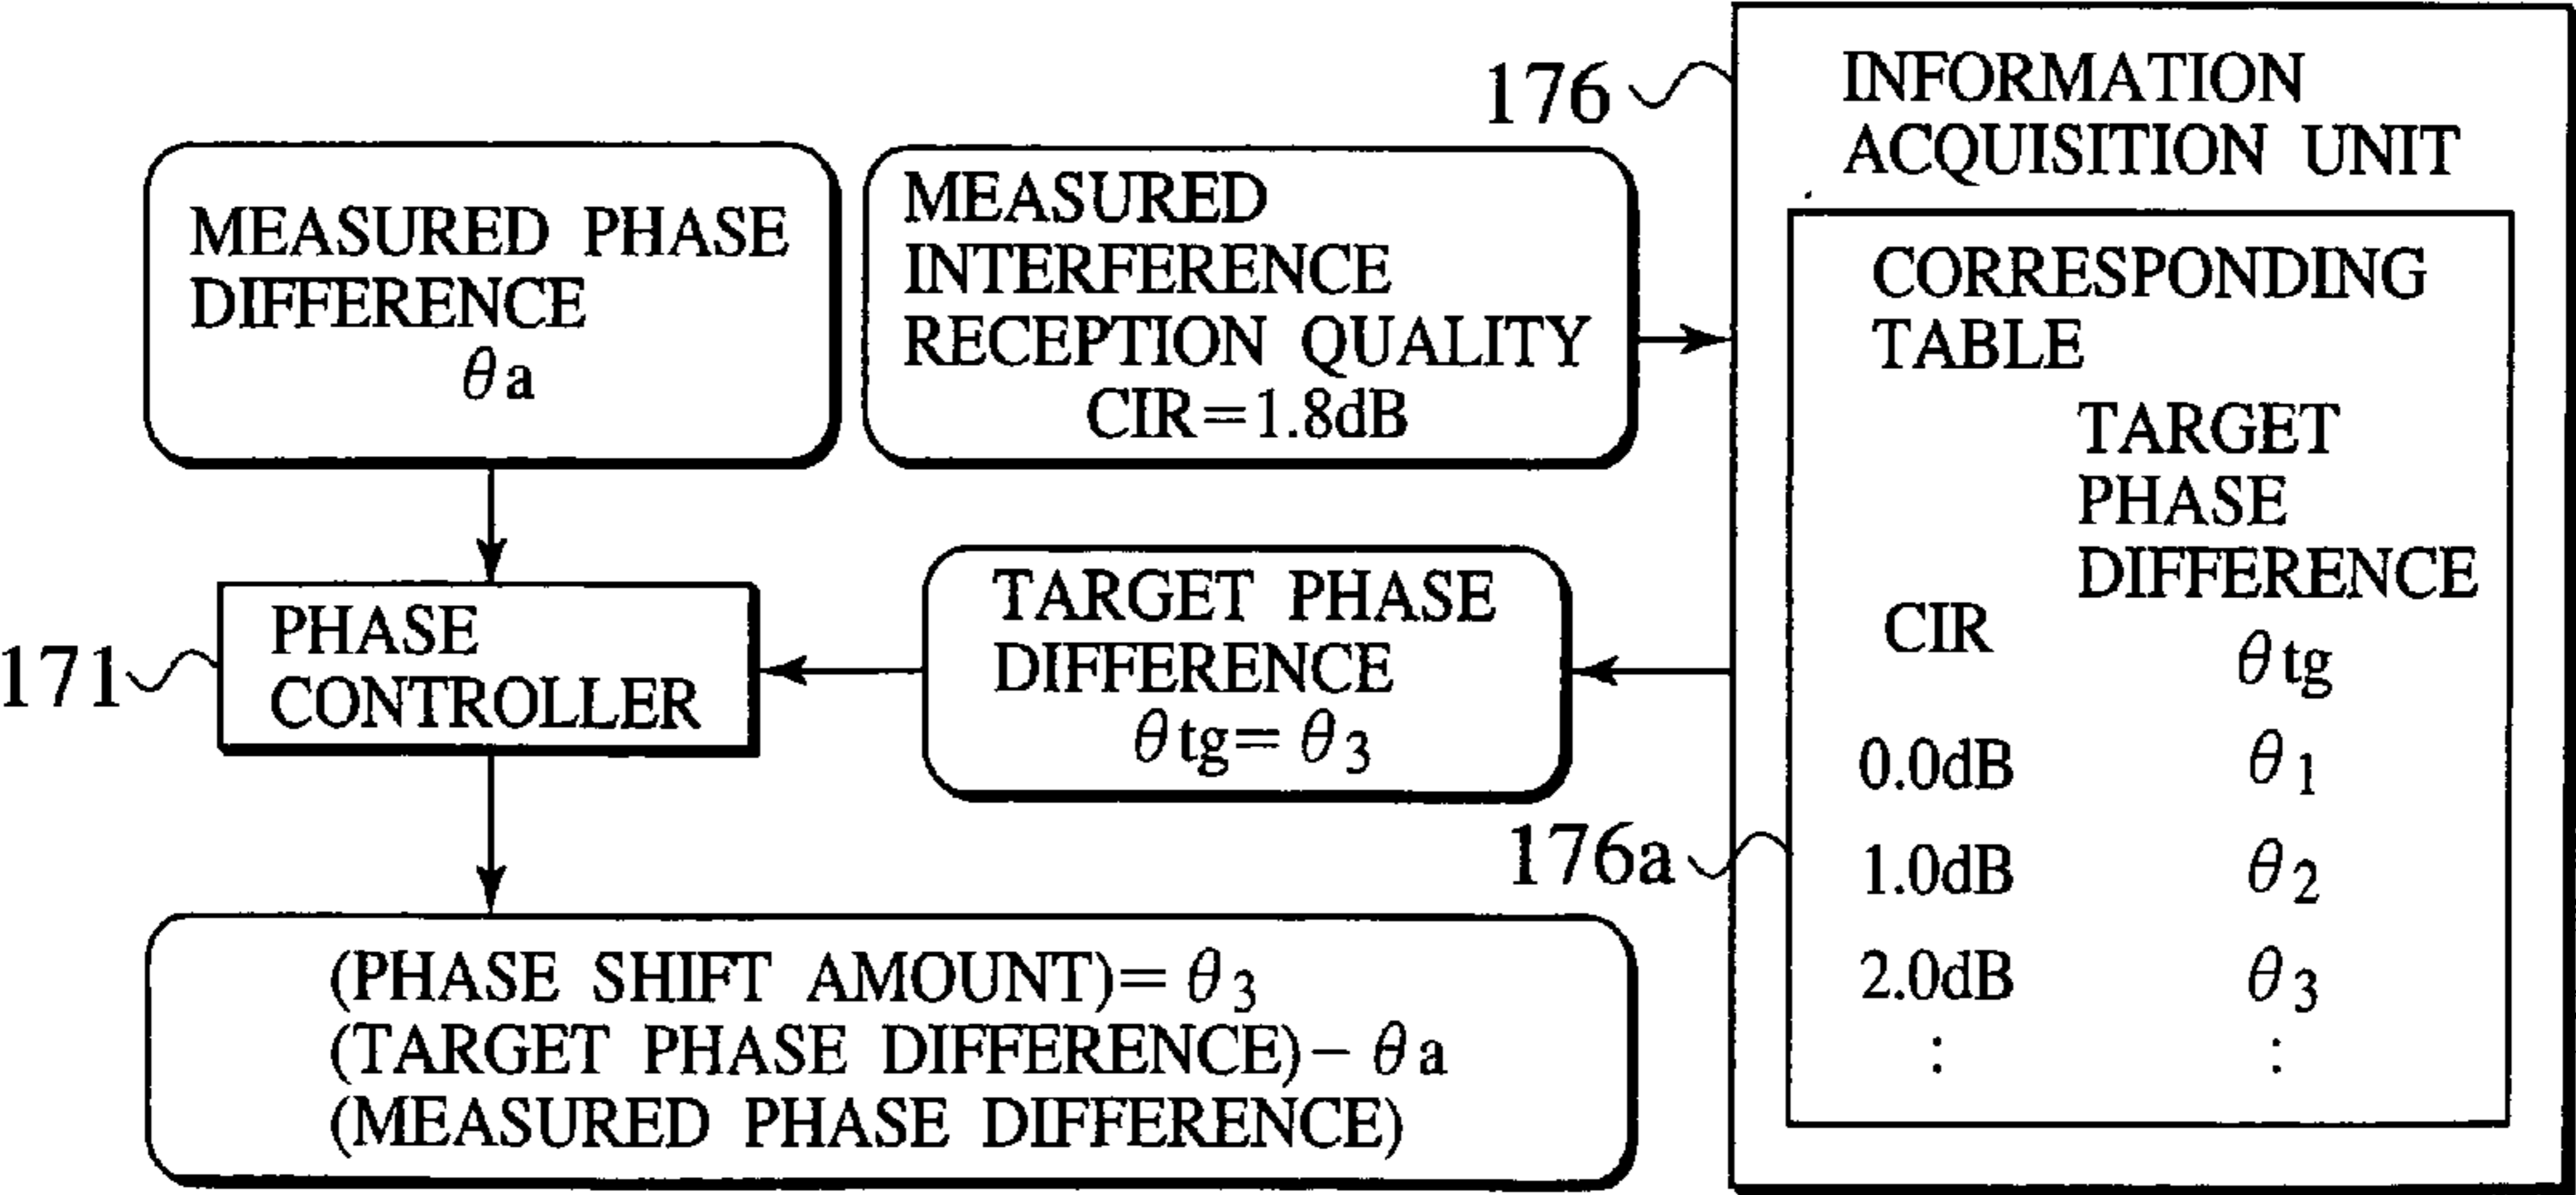 MEASURED PHASE
DIFFERENCE
θa
MEASURED
INTERFERENCE
RECEPTION QUALITY
CIR=1.8dB
176
INFORMATION
ACQUISITION UNIT
CORRESPONDING
TABLE
TARGET
PHASE
DIFFERENCE
CIR
θtg
0.0dB θ1
1.0dB θ2
2.0dB θ3
: :
176a
TARGET PHASE
DIFFERENCE
θtg=θ3
171
PHASE
CONTROLLER
(PHASE SHIFT AMOUNT)=θ3
(TARGET PHASE DIFFERENCE)−θa
(MEASURED PHASE DIFFERENCE)